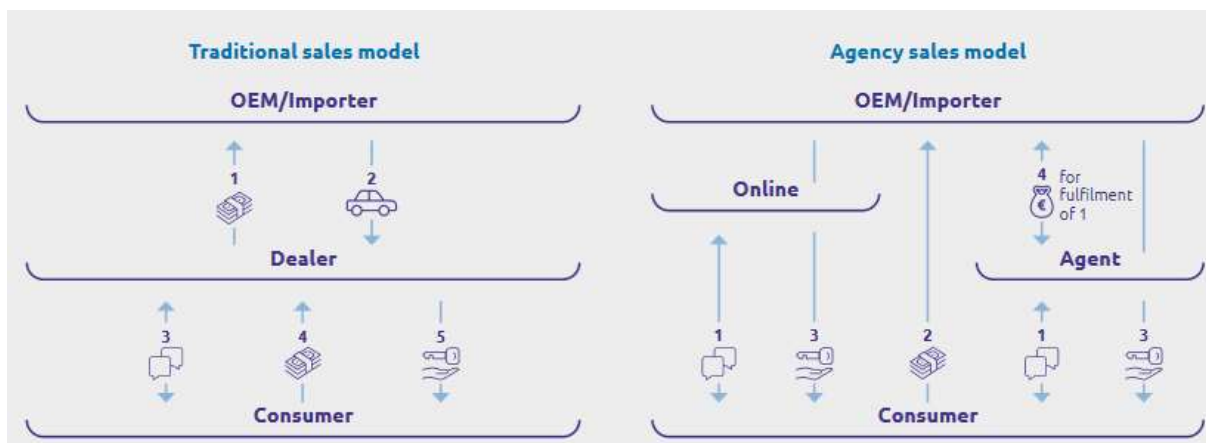 Traditional sales model
OEM/Importer
1
2
Dealer
3
4
5
Consumer
Agency sales model
OEM/Importer
Online
4 for
fulfilment
of 1
€
Agent
1
3
2
1
3
Consumer